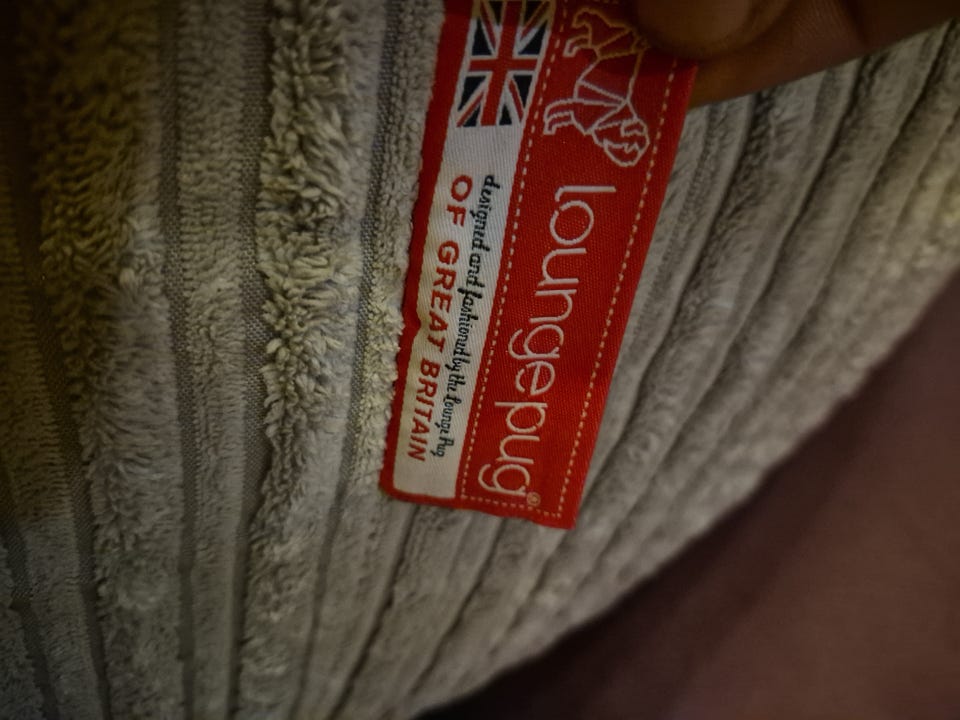 loungepug®
designed and fashioned by the Lounge Pug
OF GREAT BRITAIN